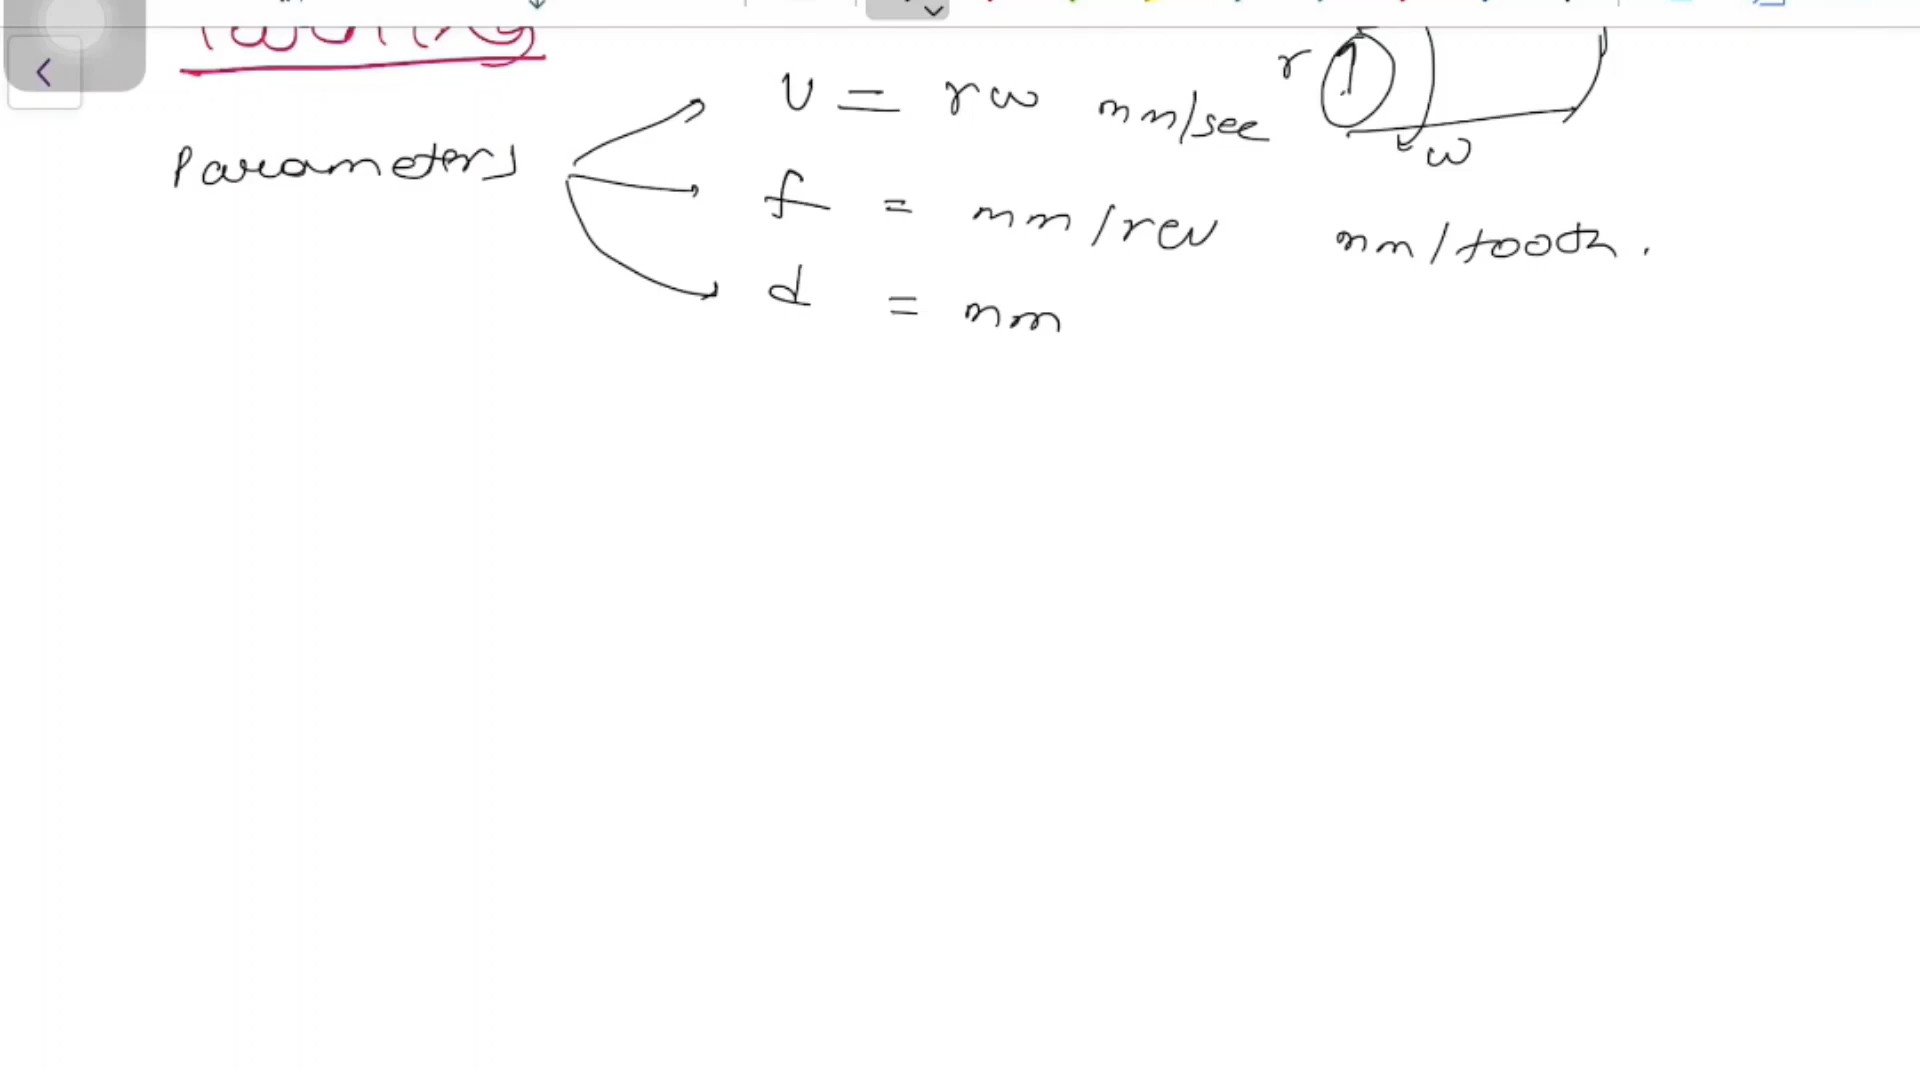 v = rω mm/sec r
ω
Parameters
f = mm/rev mm/tooth.
d = mm